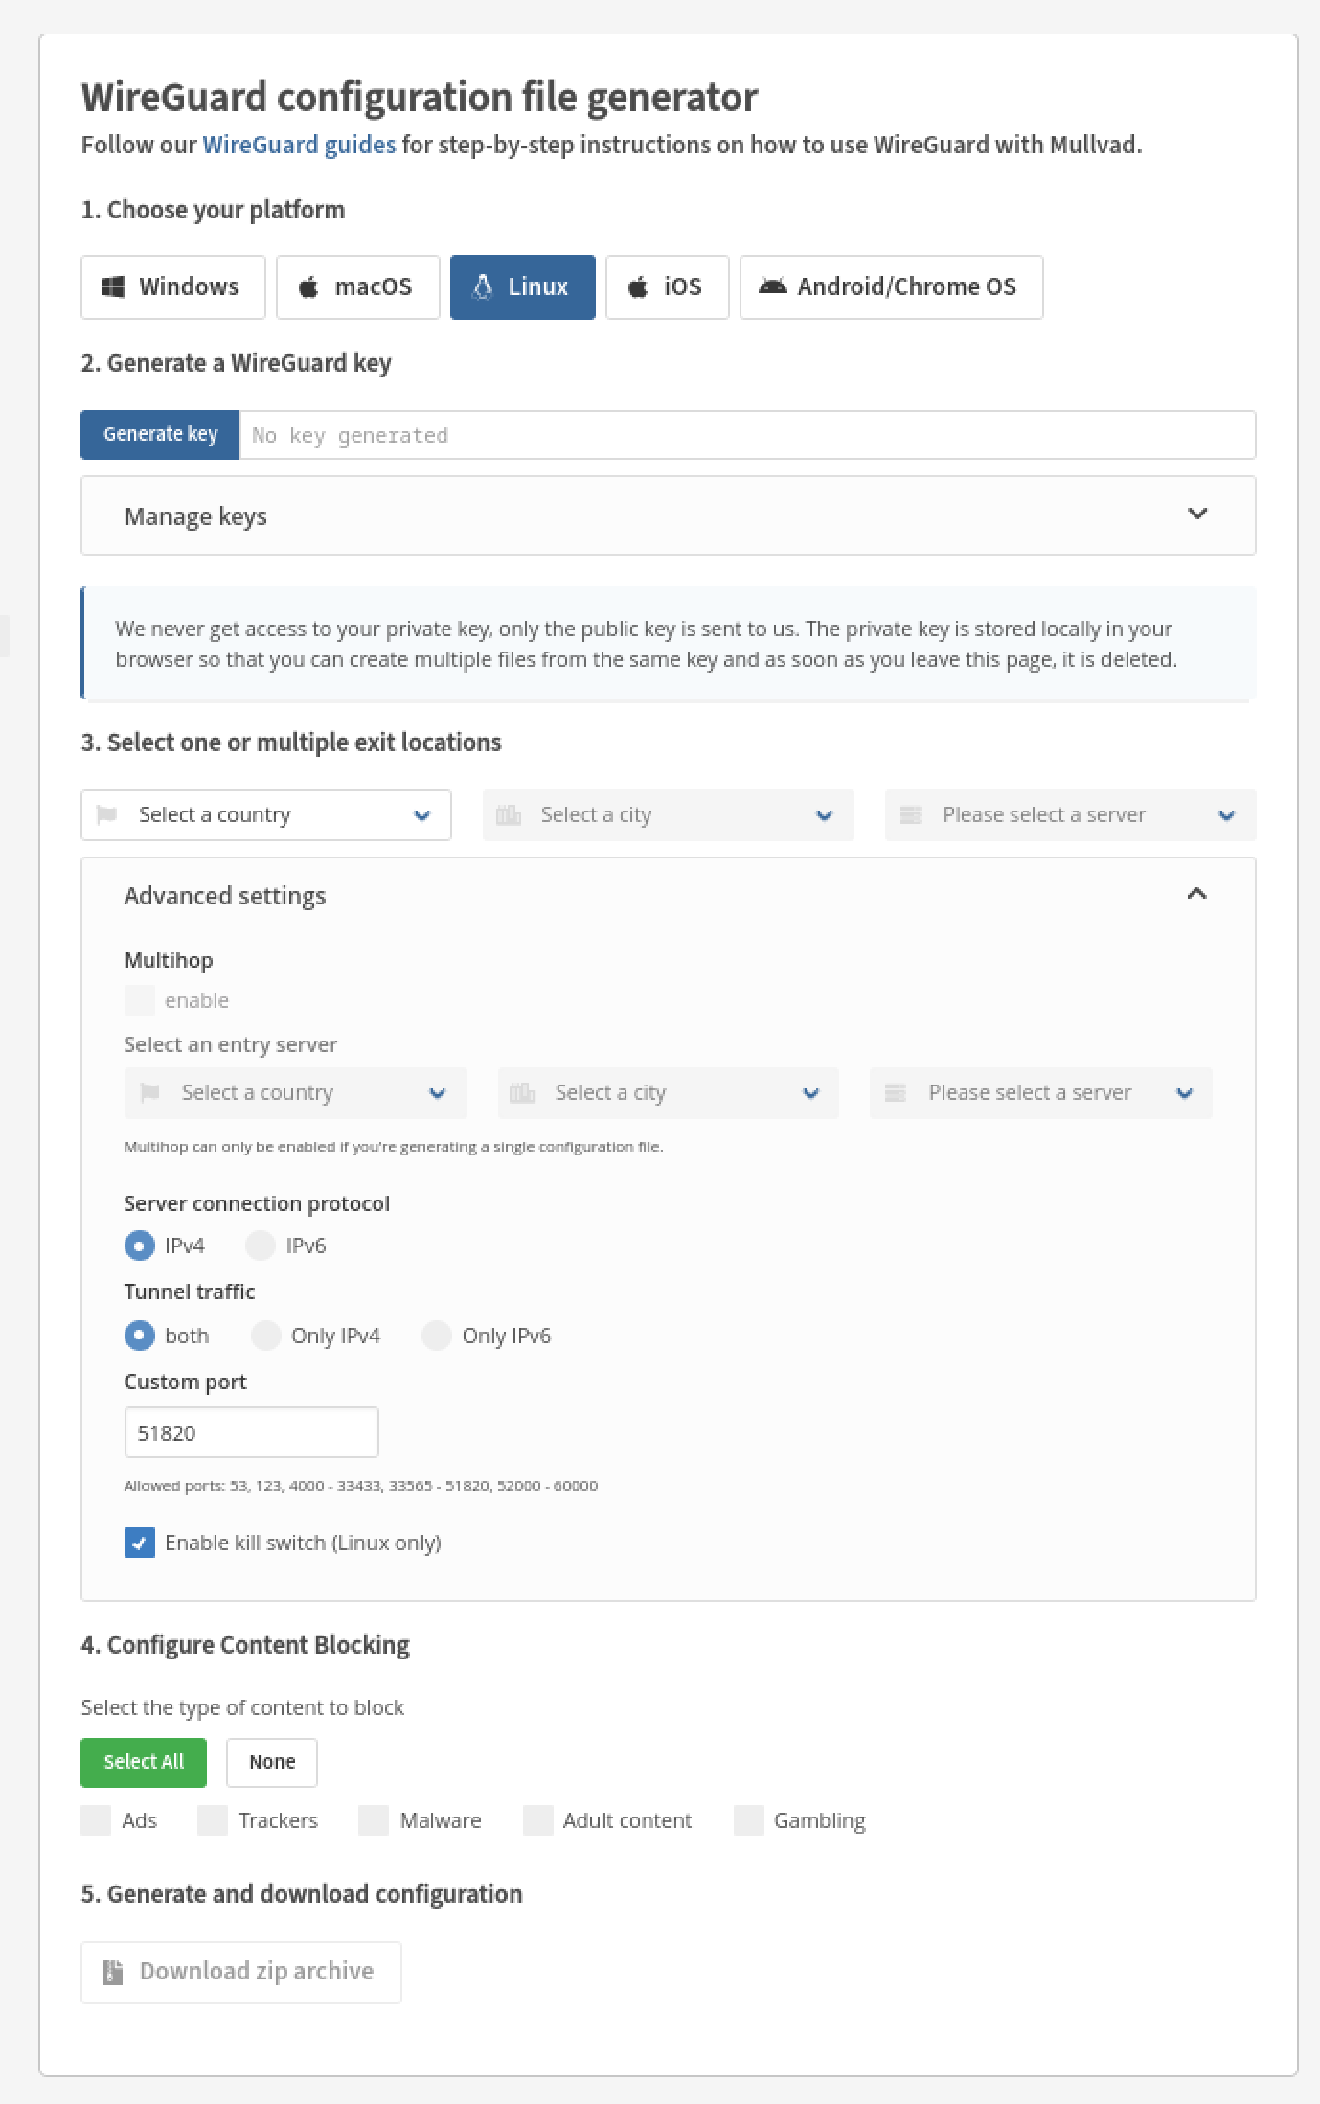 WireGuard configuration file generator
Follow our WireGuard guides for step-by-step instructions on how to use WireGuard with Mullvad.
1. Choose your platform
Windows macOS Linux iOS Android/Chrome OS
2. Generate a WireGuard key
Generate key No key generated
Manage keys
We never get access to your private key, only the public key is sent to us. The private key is stored locally in your
browser so that you can create multiple files from the same key and as soon as you leave this page, it is deleted.
3. Select one or multiple exit locations
Select a country Select a city Please select a server
Advanced settings
Multihop
enable
Select an entry server
Select a country Select a city Please select a server
Multihop can only be enabled if you're generating a single configuration file.
Server connection protocol
IPv4 IPv6
Tunnel traffic
both Only IPv4 Only IPv6
Custom port
51820
Allowed ports: 53, 123, 4000 - 33433, 33565 - 51820, 52000 - 60000
Enable kill switch (Linux only)
4. Configure Content Blocking
Select the type of content to block
Select All None
Ads Trackers Malware Adult content Gambling
5. Generate and download configuration
Download zip archive